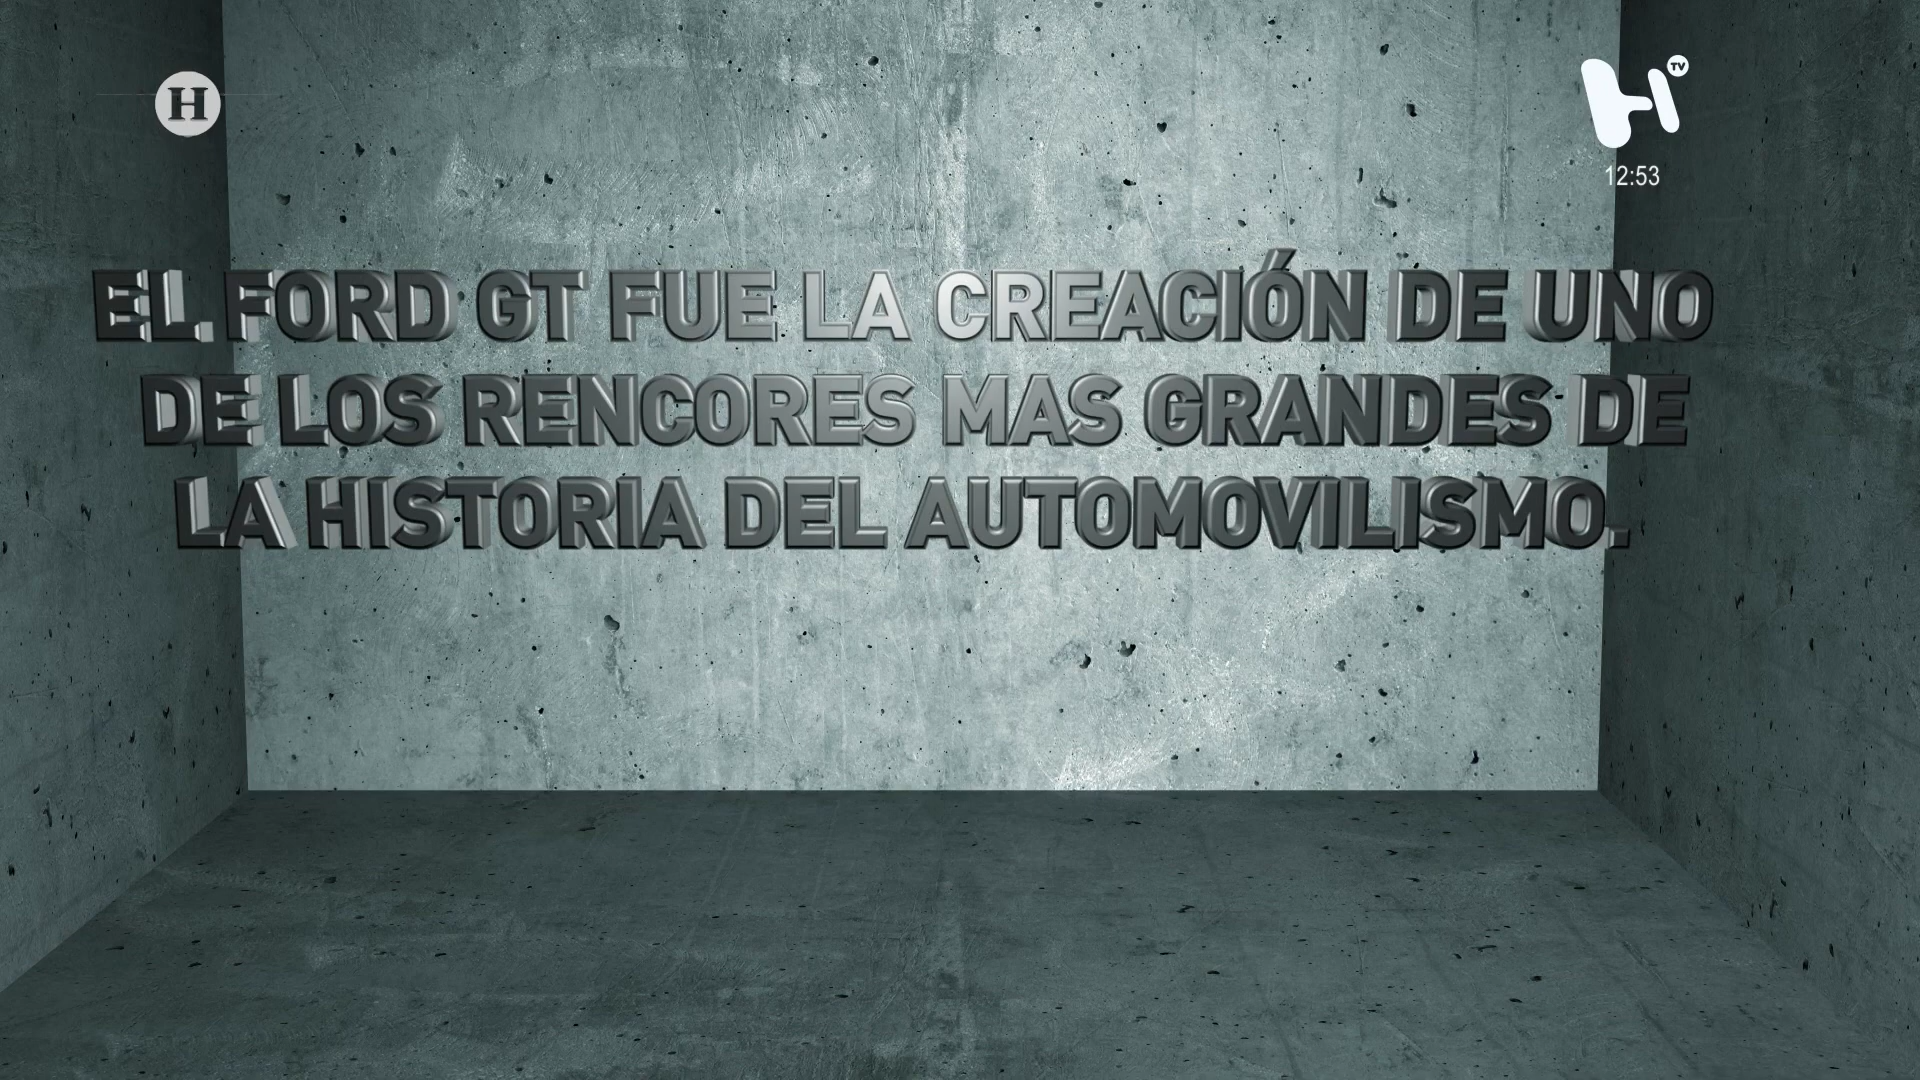 H
TV
12:53
EL FORD GT FUE LA CREACIÓN DE UNO
DE LOS RENCORES MAS GRANDES DE
LA HISTORIA DEL AUTOMOVILISMO.